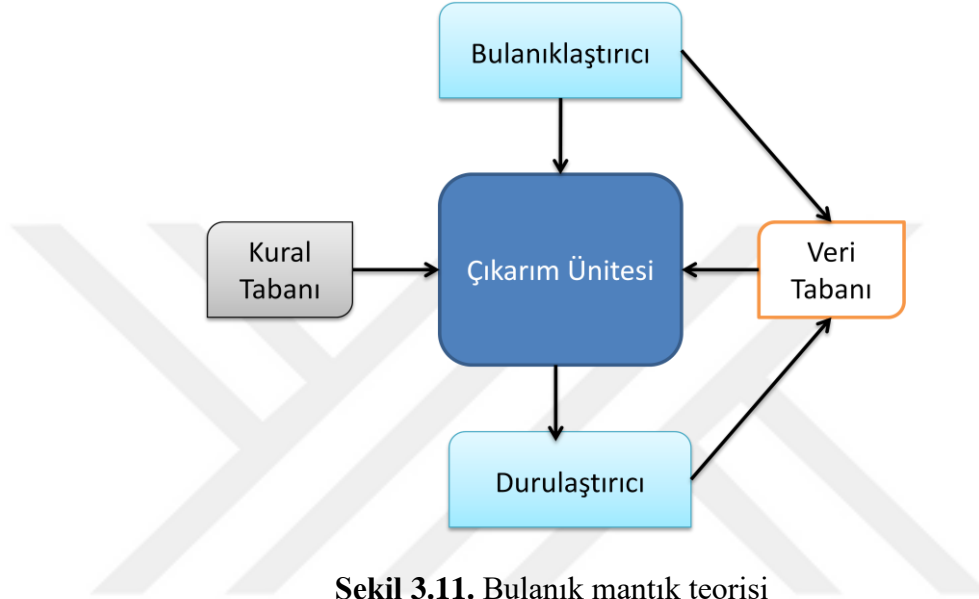 Bulanıklaştırıcı
Kural
Tabanı
Çıkarım Ünitesi
Veri
Tabanı
Durulaştırıcı
Şekil 3.11. Bulanık mantık teorisi